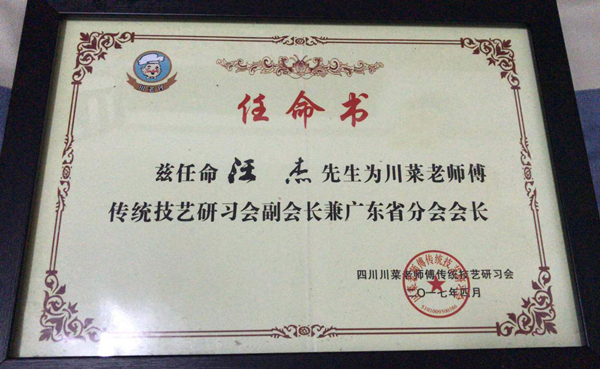 任命书
兹任命 汪 杰 先生为川菜老师傅
传统技艺研习会副会长兼广东省分会会长
四川川菜老师傅传统技艺研习会
二〇一七年四月